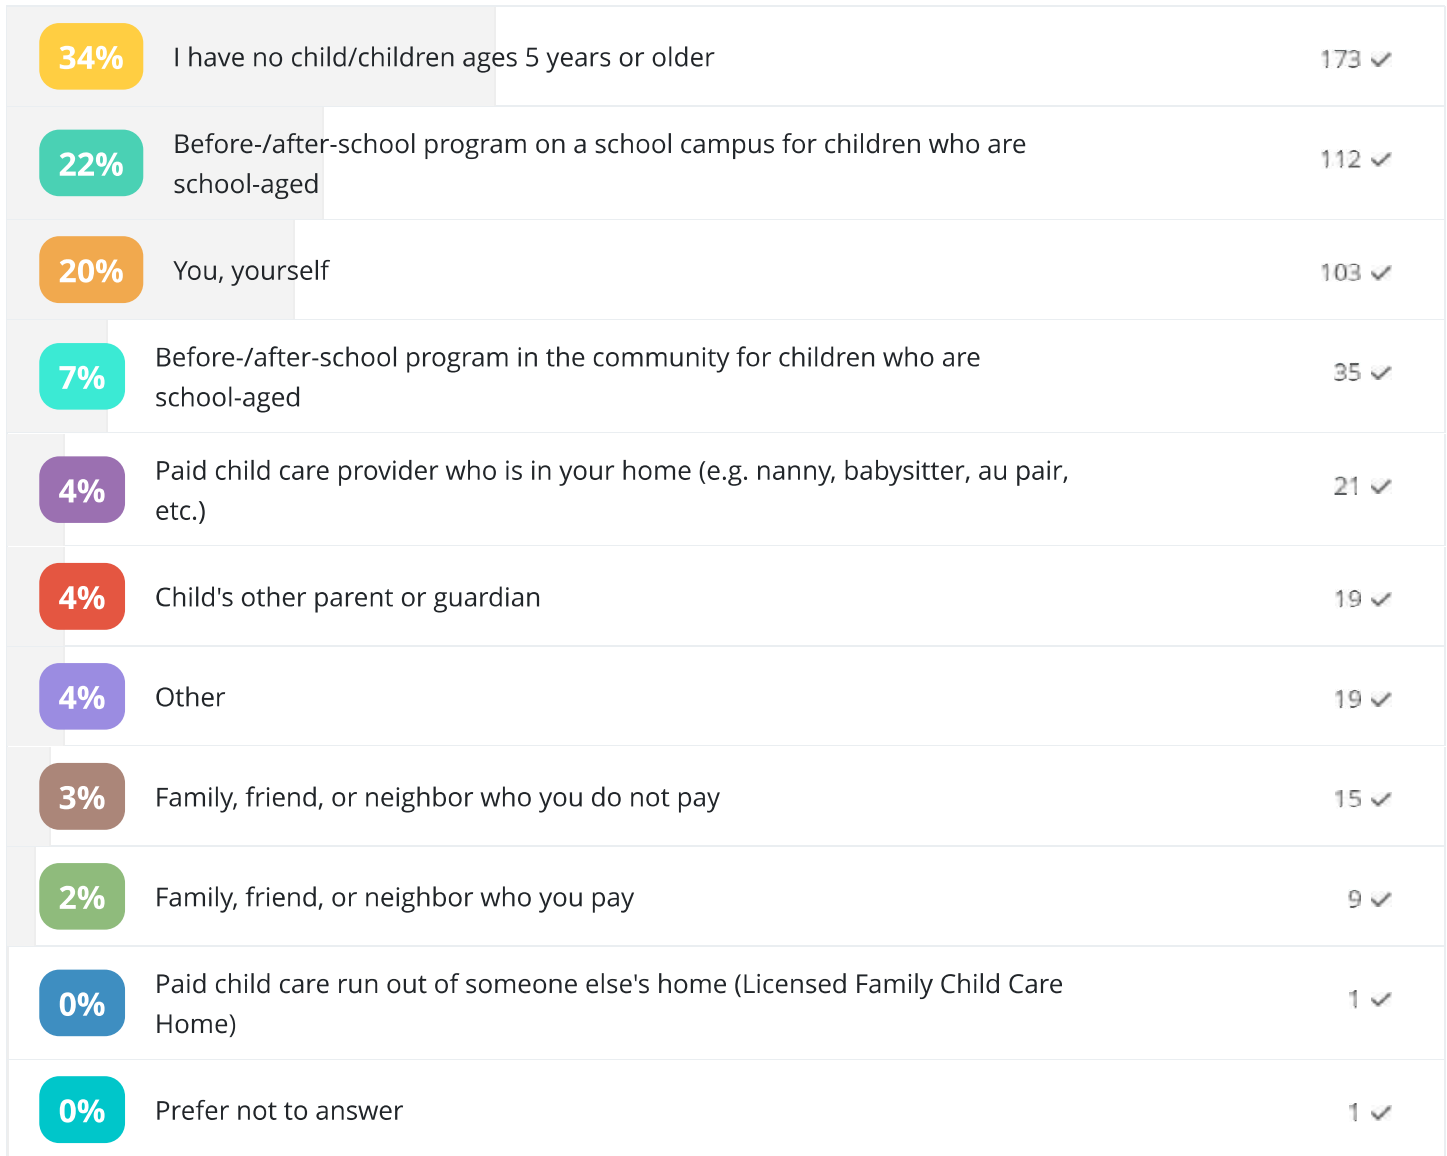 34% I have no child/children ages 5 years or older 173
Before-/after-school program on a school campus for children who are
22% school-aged 112
20% You, yourself 103
Before-/after-school program in the community for children who are
7% school-aged 35
Paid child care provider who is in your home (e.g. nanny, babysitter, au pair,
4% etc.) 21
4% Child's other parent or guardian 19
4% Other 19
3% Family, friend, or neighbor who you do not pay 15
2% Family, friend, or neighbor who you pay 9
Paid child care run out of someone else's home (Licensed Family Child Care
0% Home) 1
0% Prefer not to answer 1